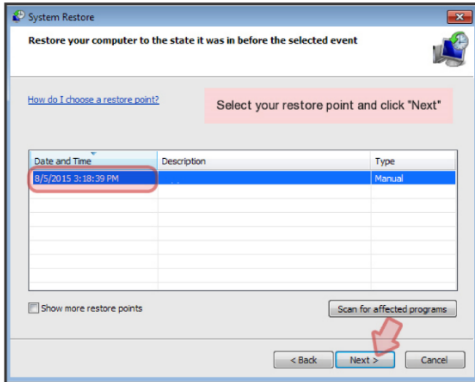 System Restore
Restore your computer to the state it was in before the selected event
How do I choose a restore point?
Select your restore point and click "Next"
Date and Time Description Type
8/5/2015 3:18:39 PM Manual
Show more restore points
Scan for affected programs
< Back Next > Cancel